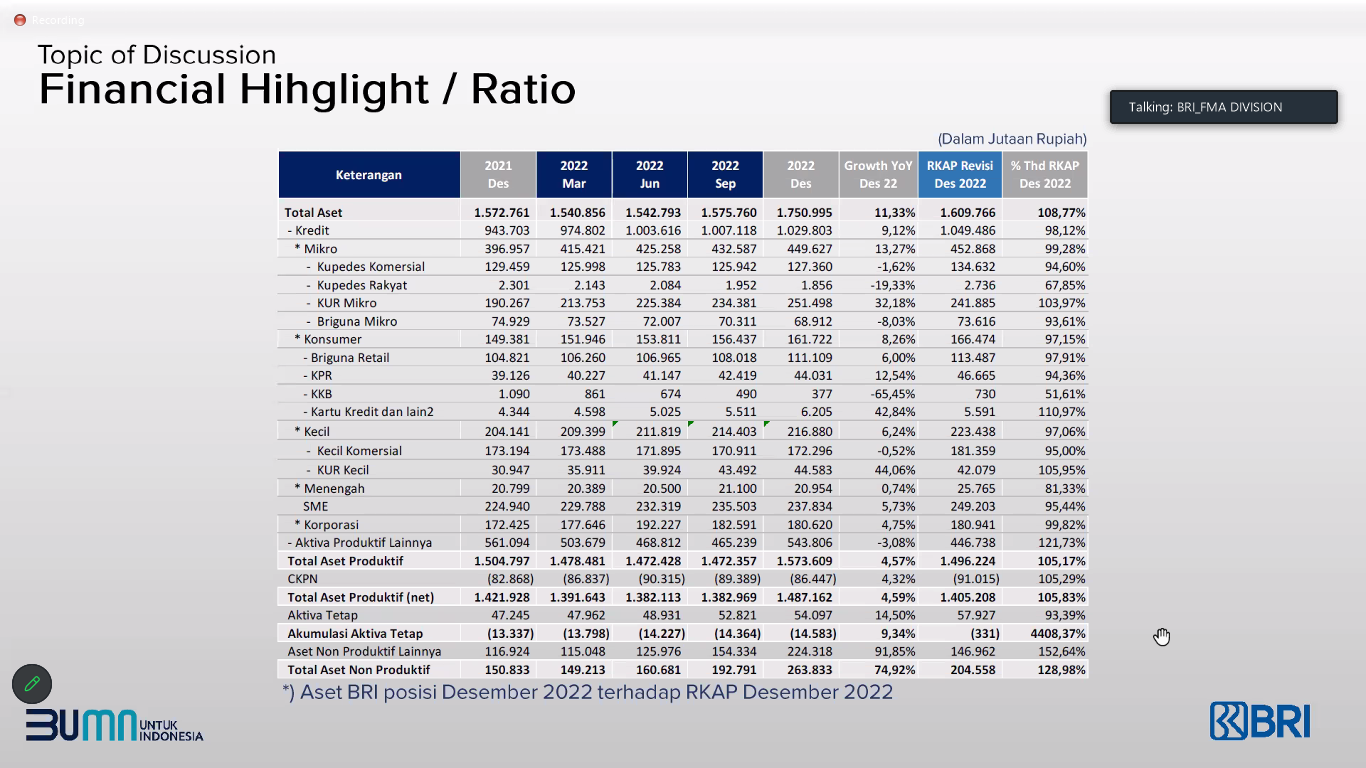 Recording
Topic of Discussion
Financial Hihglight / Ratio
Talking: BRI_FMA DIVISION
(Dalam Jutaan Rupiah)
Keterangan 2021 Des 2022 Mar 2022 Jun 2022 Sep 2022 Des Growth YoY Des 22 RKAP Revisi Des 2022 % Thd RKAP Des 2022
Total Aset 1.572.761 1.540.856 1.542.793 1.575.760 1.750.995 11,33% 1.609.766 108,77%
- Kredit 943.703 974.802 1.003.616 1.007.118 1.029.803 9,12% 1.049.486 98,12%
* Mikro 396.957 415.421 425.258 432.587 449.627 13,27% 452.868 99,28%
- Kupedes Komersial 129.459 125.998 125.783 125.942 127.360 -1,62% 134.632 94,60%
- Kupedes Rakyat 2.301 2.143 2.084 1.952 1.856 -19,33% 2.736 67,85%
- KUR Mikro 190.267 213.753 225.384 234.381 251.498 32,18% 241.885 103,97%
- Briguna Mikro 74.929 73.527 72.007 70.311 68.912 -8,03% 73.616 93,61%
* Konsumer 149.381 151.946 153.811 156.437 161.722 8,26% 166.474 97,15%
- Briguna Retail 104.821 106.260 106.965 108.018 111.109 6,00% 113.487 97,91%
- KPR 39.126 40.227 41.147 42.419 44.031 12,54% 46.665 94,36%
- KKB 1.090 861 674 490 377 -65,45% 730 51,61%
- Kartu Kredit dan lain2 4.344 4.598 5.025 5.511 6.205 42,84% 5.591 110,97%
* Kecil 204.141 209.399 211.819 214.403 216.880 6,24% 223.438 97,06%
- Kecil Komersial 173.194 173.488 171.895 170.911 172.296 -0,52% 181.359 95,00%
- KUR Kecil 30.947 35.911 39.924 43.492 44.583 44,06% 42.079 105,95%
* Menengah 20.799 20.389 20.500 21.100 20.954 0,74% 25.765 81,33%
SME 224.940 229.788 232.319 235.503 237.834 5,73% 249.203 95,44%
* Korporasi 172.425 177.646 192.227 182.591 180.620 4,75% 180.941 99,82%
- Aktiva Produktif Lainnya 561.094 503.679 468.812 465.239 543.806 -3,08% 446.738 121,73%
Total Aset Produktif 1.504.797 1.478.481 1.472.428 1.472.357 1.573.609 4,57% 1.496.224 105,17%
CKPN (82.868) (86.837) (90.315) (89.389) (86.447) 4,32% (91.015) 105,29%
Total Aset Produktif (net) 1.421.928 1.391.643 1.382.113 1.382.969 1.487.162 4,59% 1.405.208 105,83%
Aktiva Tetap 47.245 47.962 48.931 52.821 54.097 14,50% 57.927 93,39%
Akumulasi Aktiva Tetap (13.337) (13.798) (14.227) (14.364) (14.583) 9,34% (331) 4408,37%
Aset Non Produktif Lainnya 116.924 115.048 125.976 154.334 224.318 91,85% 146.962 152,64%
Total Aset Non Produktif 150.833 149.213 160.681 192.791 263.833 74,92% 204.558 128,98%
*) Aset BRI posisi Desember 2022 terhadap RKAP Desember 2022
BUMN UNTUK INDONESIA
BRI